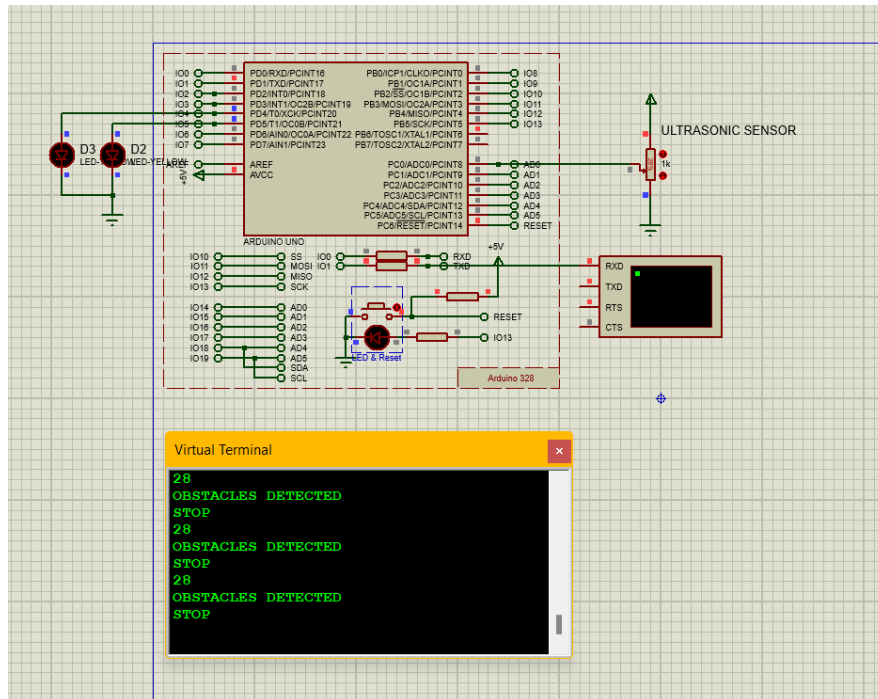 IO0 PD0/RXD/PCINT16 PB0/ICP1/CLKO/PCINT0 IO8
IO1 PD1/TXD/PCINT17 PB1/OC1A/PCINT1 IO9
IO2 PD2/INT0/PCINT18 PB2/SS/OC1B/PCINT2 IO10
IO3 PD3/INT1/OC2B/PCINT19 PB3/MOSI/OC2A/PCINT3 IO11
IO4 PD4/T0/XCK/PCINT20 PB4/MISO/PCINT4 IO12
IO5 PD5/T1/OC0B/PCINT21 PB5/SCK/PCINT5 IO13
IO6 PD6/AIN0/OC0A/PCINT22 PB6/TOSC1/XTAL1/PCINT6
IO7 PD7/AIN1/PCINT23 PB7/TOSC2/XTAL2/PCINT7
ULTRASONIC SENSOR
D3 D2
AREF PC0/ADC0/PCINT8 AD0
1k
+5V AVCC PC1/ADC1/PCINT9 AD1
PC2/ADC2/PCINT10 AD2
PC3/ADC3/PCINT11 AD3
PC4/ADC4/SDA/PCINT12 AD4
PC5/ADC5/SCL/PCINT13 AD5
PC6/RESET/PCINT14 RESET
ARDUINO UNO
+5V
IO10 SS IO0 RXD
IO11 MOSI IO1 TXD
IO12 MISO
IO13 SCK
RXD
TXD
RTS
CTS
IO14 AD0
IO15 AD1
IO16 AD2
IO17 AD3
IO18 AD4
IO19 AD5
SDA
SCL
RESET
IO13
LED & Reset
Arduino 328
Virtual Terminal
28
OBSTACLES DETECTED
STOP
28
OBSTACLES DETECTED
STOP
28
OBSTACLES DETECTED
STOP